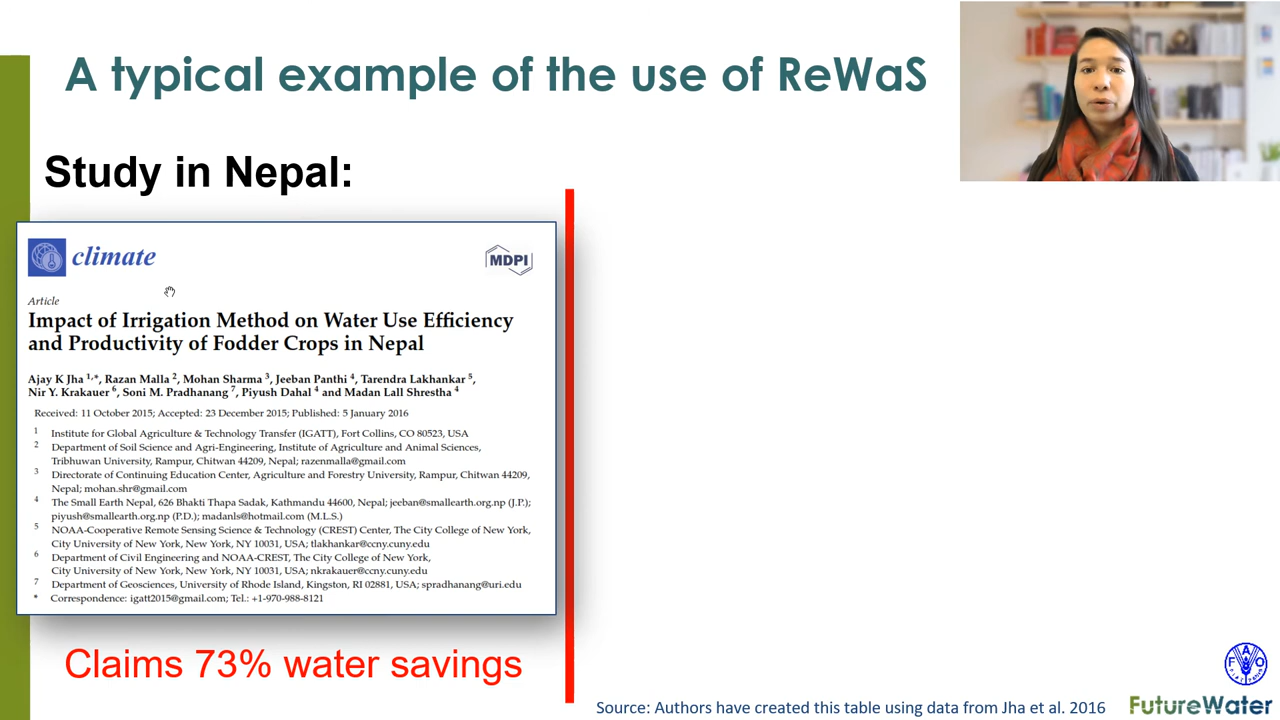 A typical example of the use of ReWaS
Study in Nepal:
climate
MDPI
Article
Impact of Irrigation Method on Water Use Efficiency
and Productivity of Fodder Crops in Nepal
Ajay K Jha 1,*, Razan Malla 2, Mohan Sharma 3, Jeeban Panthi 4, Tarendra Lakhankar 5,
Nir Y. Krakauer 6, Soni M. Pradhanang 7, Piyush Dahal 4 and Madan Lall Shrestha 4
Received: 11 October 2015; Accepted: 23 December 2015; Published: 5 January 2016
1 Institute for Global Agriculture & Technology Transfer (IGATT), Fort Collins, CO 80523, USA
2 Department of Soil Science and Agri-Engineering, Institute of Agriculture and Animal Sciences,
Tribhuwan University, Rampur, Chitwan 44209, Nepal; razenmalla@gmail.com
3 Directorate of Continuing Education Center, Agriculture and Forestry University, Rampur, Chitwan 44209,
Nepal; mohan.shr@gmail.com
4 The Small Earth Nepal, 626 Bhakti Thapa Sadak, Kathmandu 44600, Nepal; jeeban@smallearth.org.np (J.P.);
piyush@smallearth.org.np (P.D.); madanls@hotmail.com (M.L.S.)
5 NOAA-Cooperative Remote Sensing Science & Technology (CREST) Center, The City College of New York,
City University of New York, New York, NY 10031, USA; tlakhankar@ccny.cuny.edu
6 Department of Civil Engineering and NOAA-CREST, The City College of New York,
City University of New York, New York, NY 10031, USA; nkrakauer@ccny.cuny.edu
7 Department of Geosciences, University of Rhode Island, Kingston, RI 02881, USA; spradhanang@uri.edu
* Correspondence: igatt2015@gmail.com; Tel.: +1-970-988-8121
Claims 73% water savings
Source: Authors have created this table using data from Jha et al. 2016
FAO
FutureWater